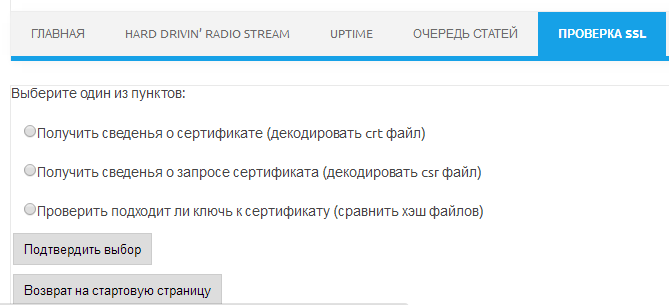 ГЛАВНАЯ HARD DRIVIN' RADIO STREAM UPTIME ОЧЕРЕДЬ СТАТЕЙ ПРОВЕРКА SSL
Выберите один из пунктов:
Получить сведенья о сертификате (декодировать crt файл)
Получить сведенья о запросе сертификата (декодировать csr файл)
Проверить подходит ли ключь к сертификату (сравнить хэш файлов)
Подтвердить выбор
Возврат на стартовую страницу